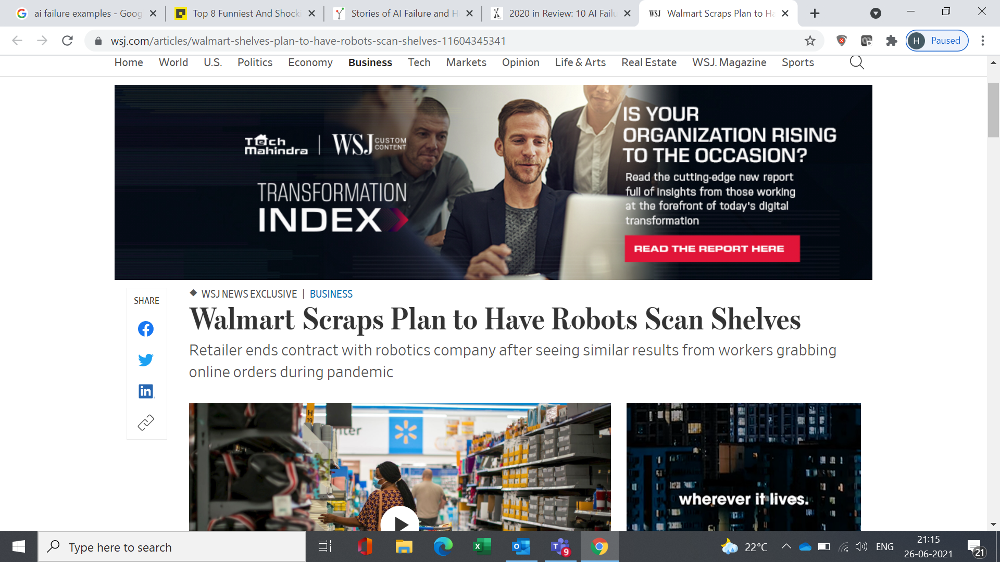 ai failure examples - Goog
Top 8 Funniest And Shocki
Stories of AI Failure and H
2020 in Review: 10 AI Failu
WSJ Walmart Scraps Plan to Ha
wsj.com/articles/walmart-shelves-plan-to-have-robots-scan-shelves-11604345341
H Paused
Home World U.S. Politics Economy Business Tech Markets Opinion Life & Arts Real Estate WSJ. Magazine Sports
Tech Mahindra | WSJ CUSTOM CONTENT
TRANSFORMATION
INDEX
IS YOUR
ORGANIZATION RISING
TO THE OCCASION?
Read the cutting-edge new report
full of insights from those working
at the forefront of today's digital
transformation
READ THE REPORT HERE
SHARE
WSJ NEWS EXCLUSIVE | BUSINESS
Walmart Scraps Plan to Have Robots Scan Shelves
Retailer ends contract with robotics company after seeing similar results from workers grabbing
online orders during pandemic
H
19
nter
wherever it lives.
Type here to search
9
22°C
ENG
21:15
26-06-2021
21